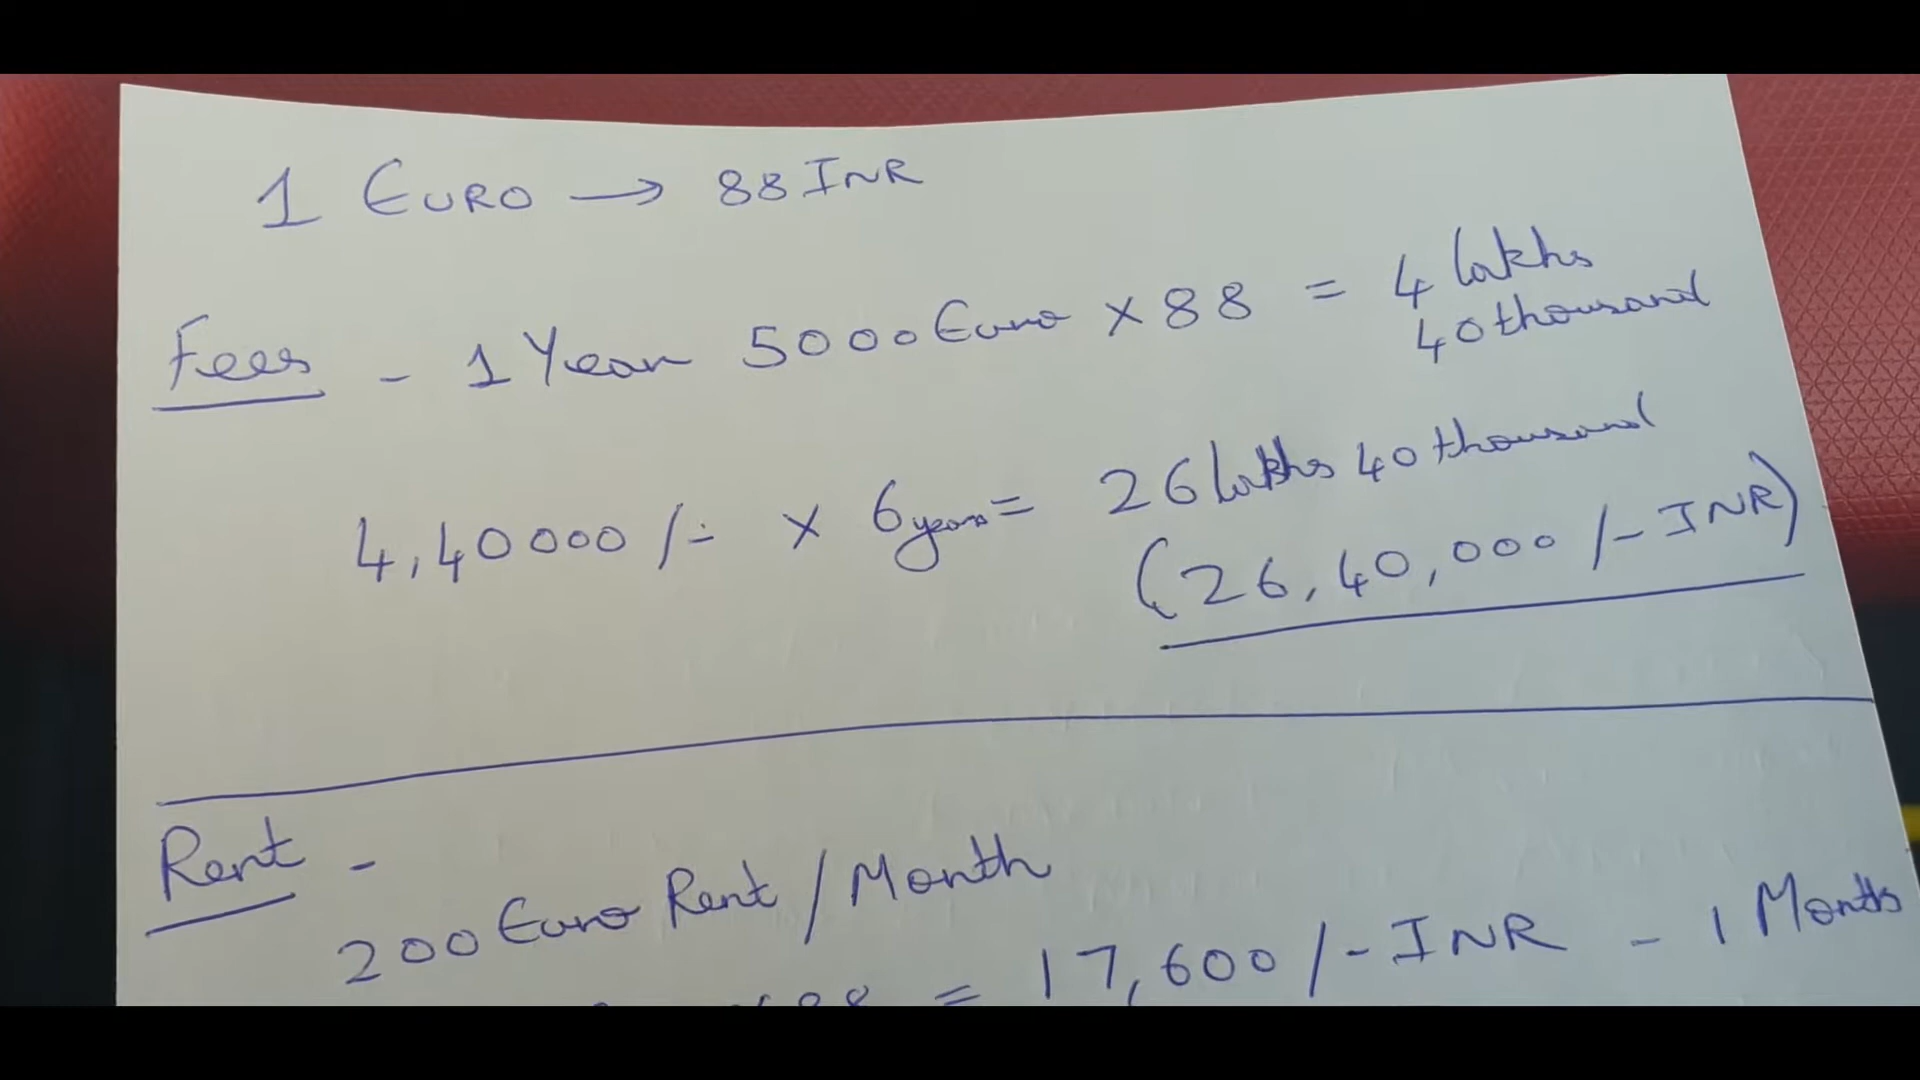 1 EURO → 88 INR
Fees - 1 Year 5000 Euro × 88 = 4 lakhs
40 thousand
4,40000 /- × 6 years = 26 lakhs 40 thousand
(26,40,000 /- INR)
Rent -
200 Euro Rent / Month
= 17,600 /- INR - 1 Month